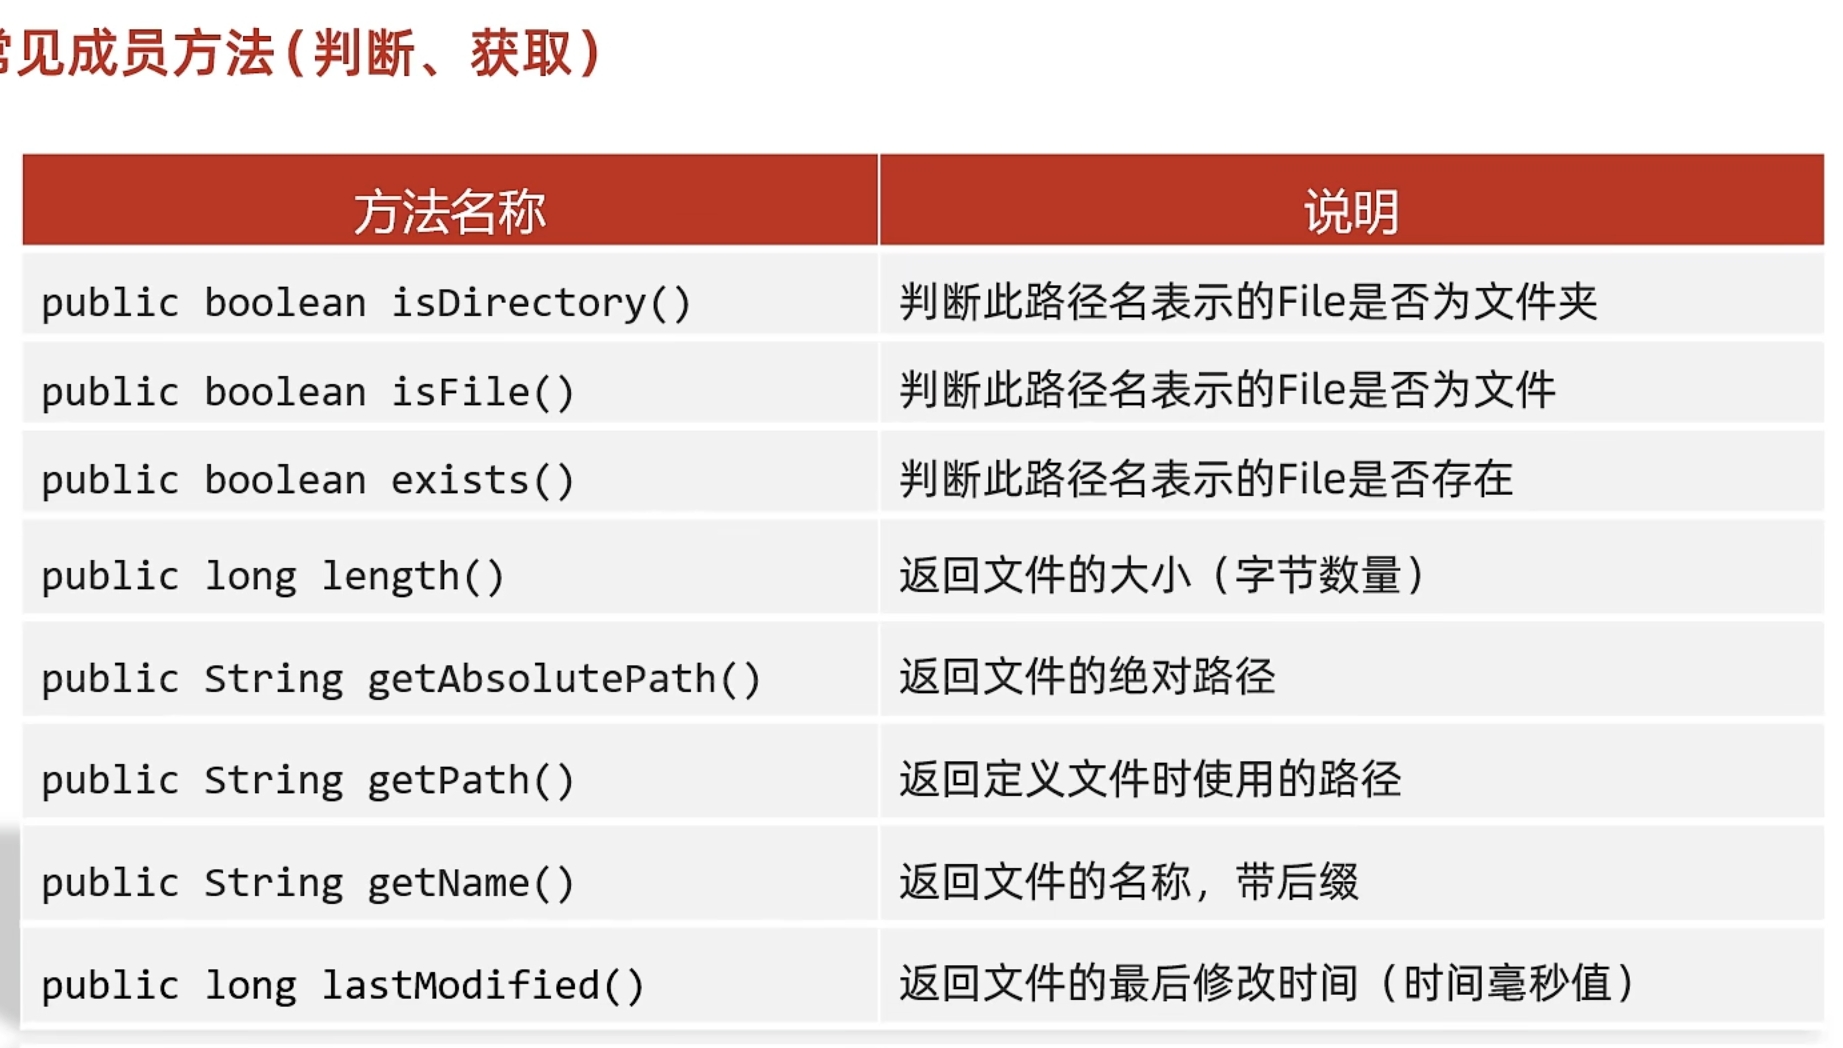 常见成员方法(判断、获取)
方法名称 说明
public boolean isDirectory() 判断此路径名表示的File是否为文件夹
public boolean isFile() 判断此路径名表示的File是否为文件
public boolean exists() 判断此路径名表示的File是否存在
public long length() 返回文件的大小（字节数量）
public String getAbsolutePath() 返回文件的绝对路径
public String getPath() 返回定义文件时使用的路径
public String getName() 返回文件的名称，带后缀
public long lastModified() 返回文件的最后修改时间（时间毫秒值）